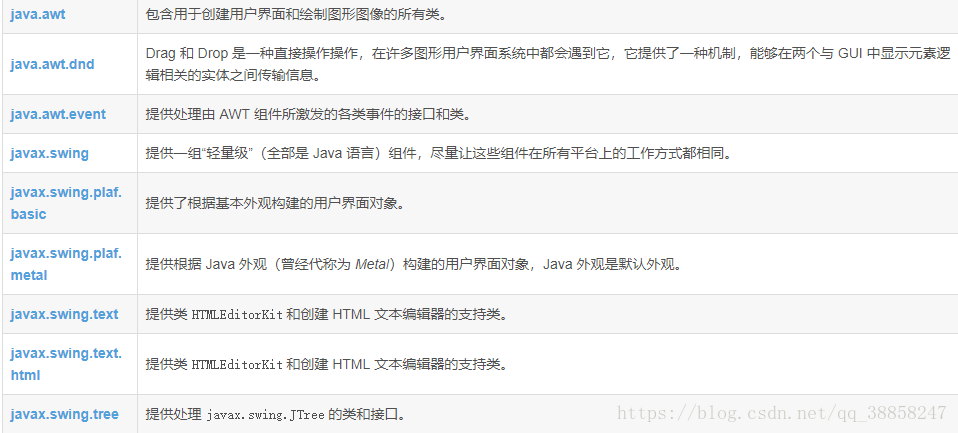 java.awt
包含用于创建用户界面和绘制图形图像的所有类。
java.awt.dnd
Drag 和 Drop 是一种直接操作操作，在许多图形用户界面系统中都会遇到它，它提供了一种机制，能够在两个与 GUI 中显示元素逻
辑相关的实体之间传输信息。
java.awt.event
提供处理由 AWT 组件所激发的各类事件的接口和类。
javax.swing
提供一组“轻量级”（全部是 Java 语言）组件，尽量让这些组件在所有平台上的工作方式都相同。
javax.swing.plaf.
basic
提供了根据基本外观构建的用户界面对象。
javax.swing.plaf.
metal
提供根据 Java 外观（曾经代称为 Metal）构建的用户界面对象，Java 外观是默认外观。
javax.swing.text
提供类 HTMLEditorKit 和创建 HTML 文本编辑器的支持类。
javax.swing.text.
html
提供类 HTMLEditorKit 和创建 HTML 文本编辑器的支持类。
javax.swing.tree
提供处理 javax.swing.JTree 的类和接口。
https://blog.csdn.net/qq_38858247